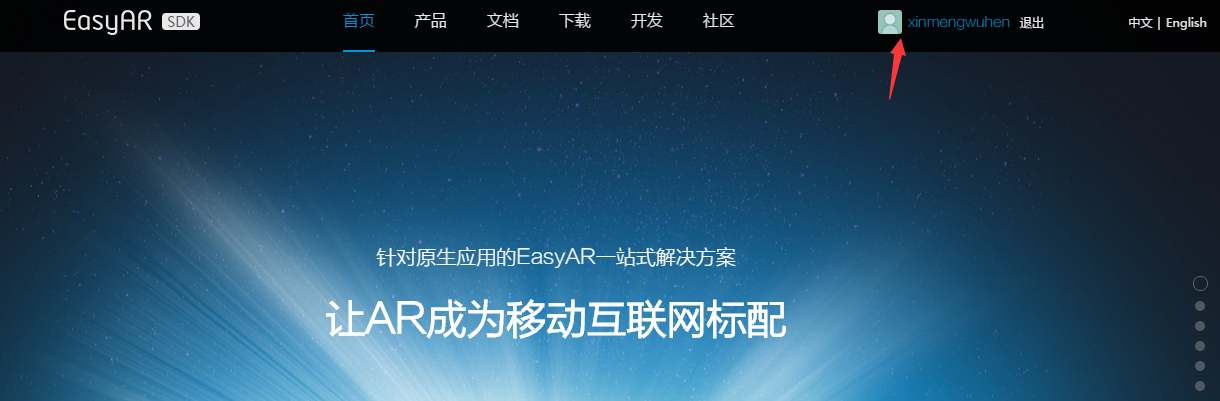 EasyAR SDK 首页 产品 文档 下载 开发 社区 xinmengwuhen 退出 中文 | English
针对原生应用的EasyAR一站式解决方案
让AR成为移动互联网标配